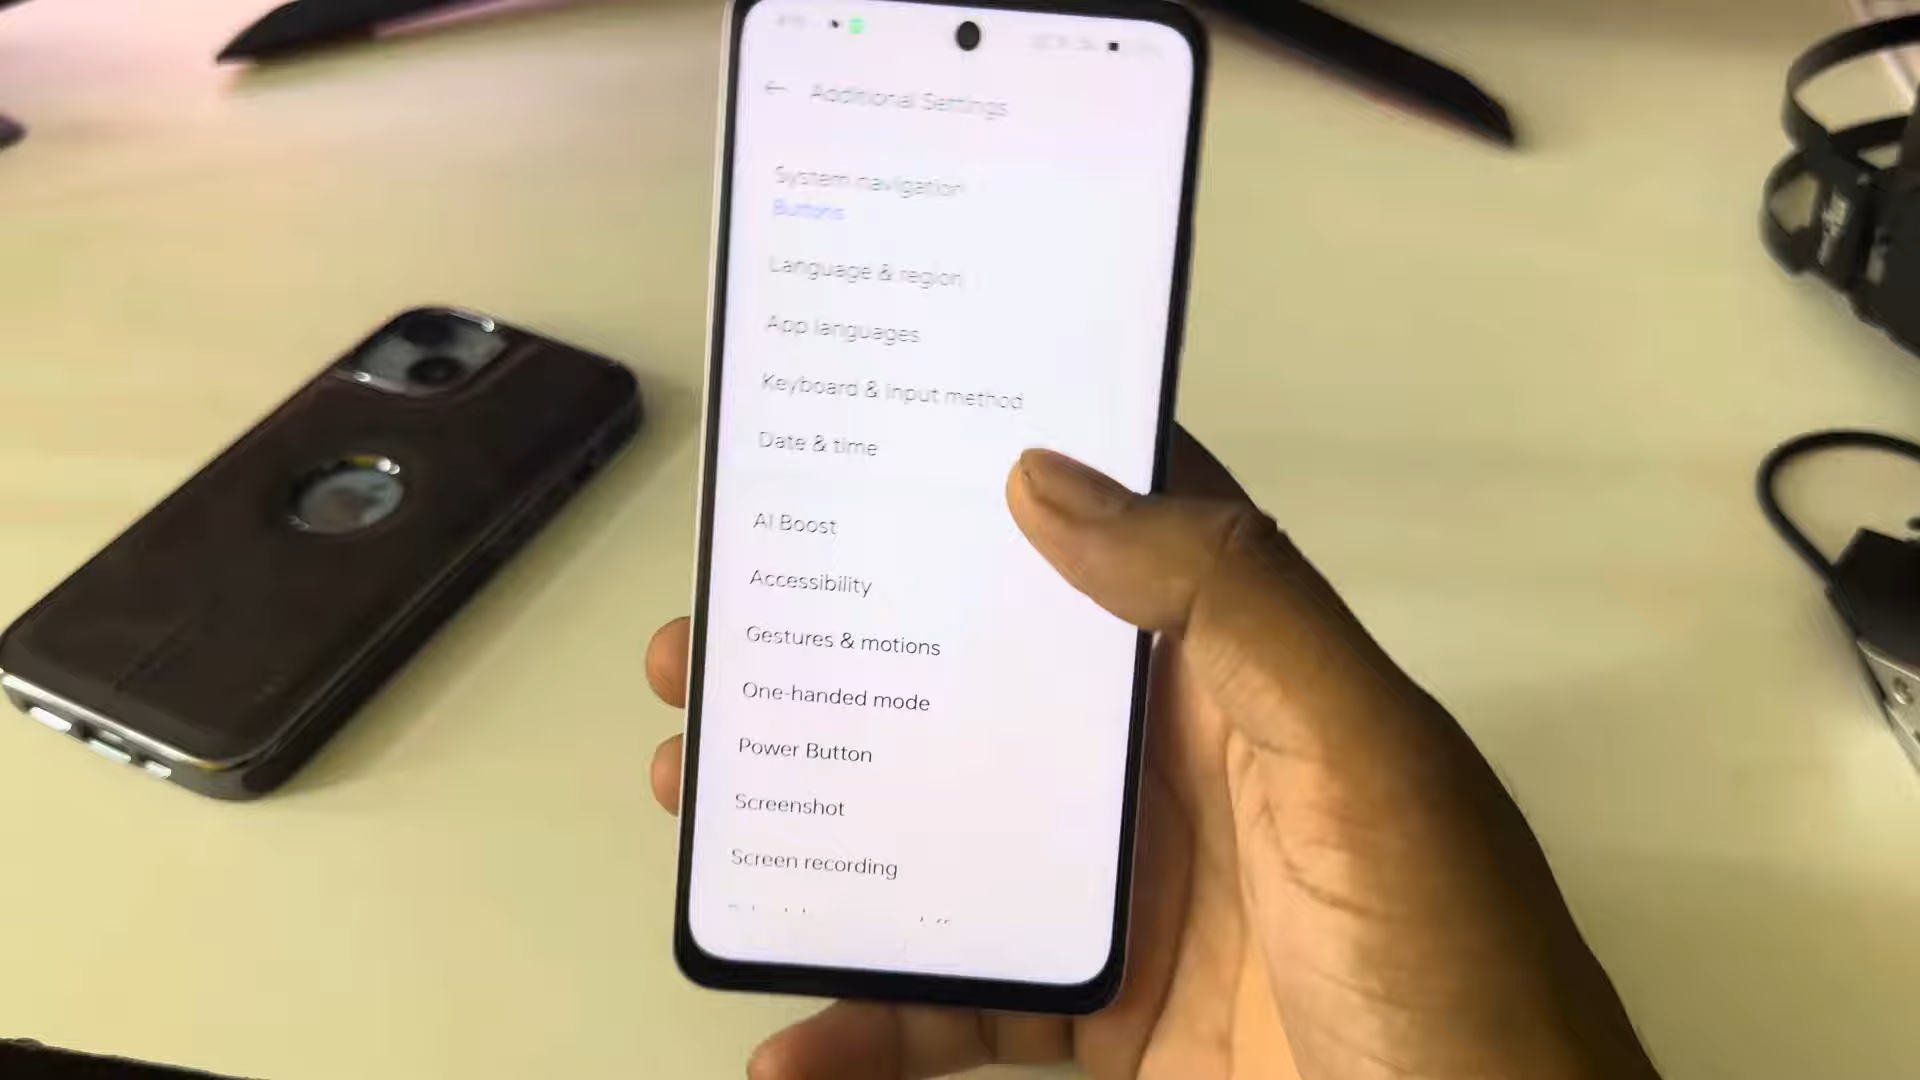 Additional Settings
System navigation
Buttons
Language & region
App languages
Keyboard & input method
Date & time
AI Boost
Accessibility
Gestures & motions
One-handed mode
Power Button
Screenshot
Screen recording